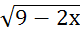 √(9 − 2x)